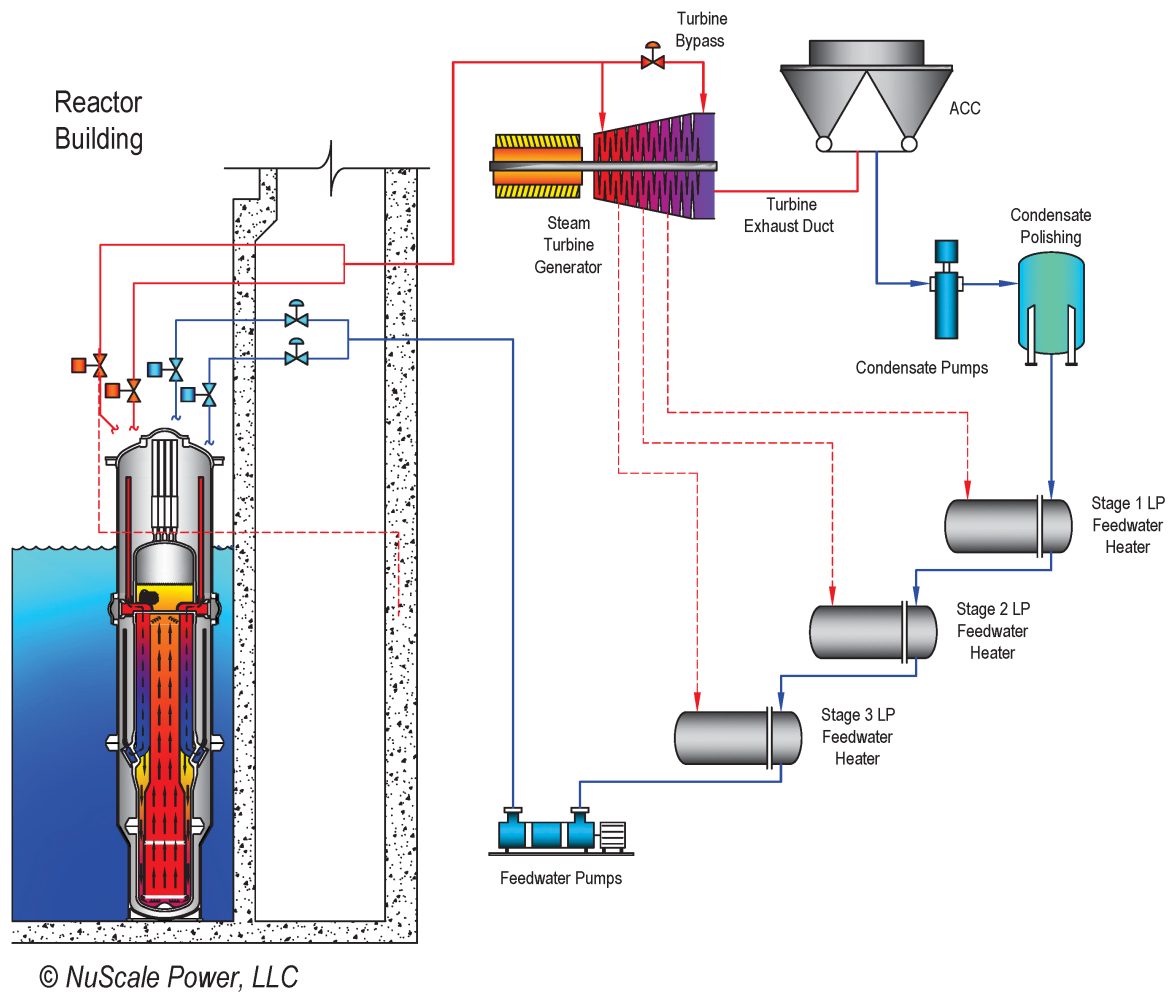 Turbine
Bypass
Reactor
Building
ACC
Steam
Turbine
Generator
Turbine
Exhaust Duct
Condensate
Polishing
Condensate Pumps
Stage 1 LP
Feedwater
Heater
Stage 2 LP
Feedwater
Heater
Stage 3 LP
Feedwater
Heater
Feedwater Pumps
© NuScale Power, LLC